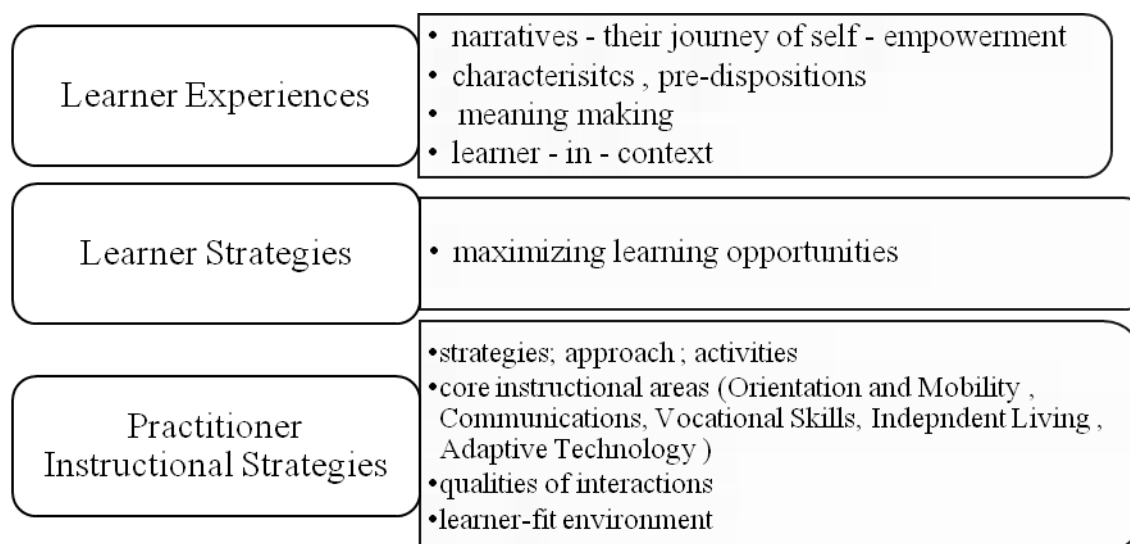 Learner Experiences
• narratives - their journey of self - empowerment
• characterisitcs , pre-dispositions
• meaning making
• learner - in - context
Learner Strategies
• maximizing learning opportunities
Practitioner
Instructional Strategies
•strategies; approach ; activities
•core instructional areas (Orientation and Mobility ,
Communications, Vocational Skills, Indepndent Living ,
Adaptive Technology )
•qualities of interactions
•learner-fit environment